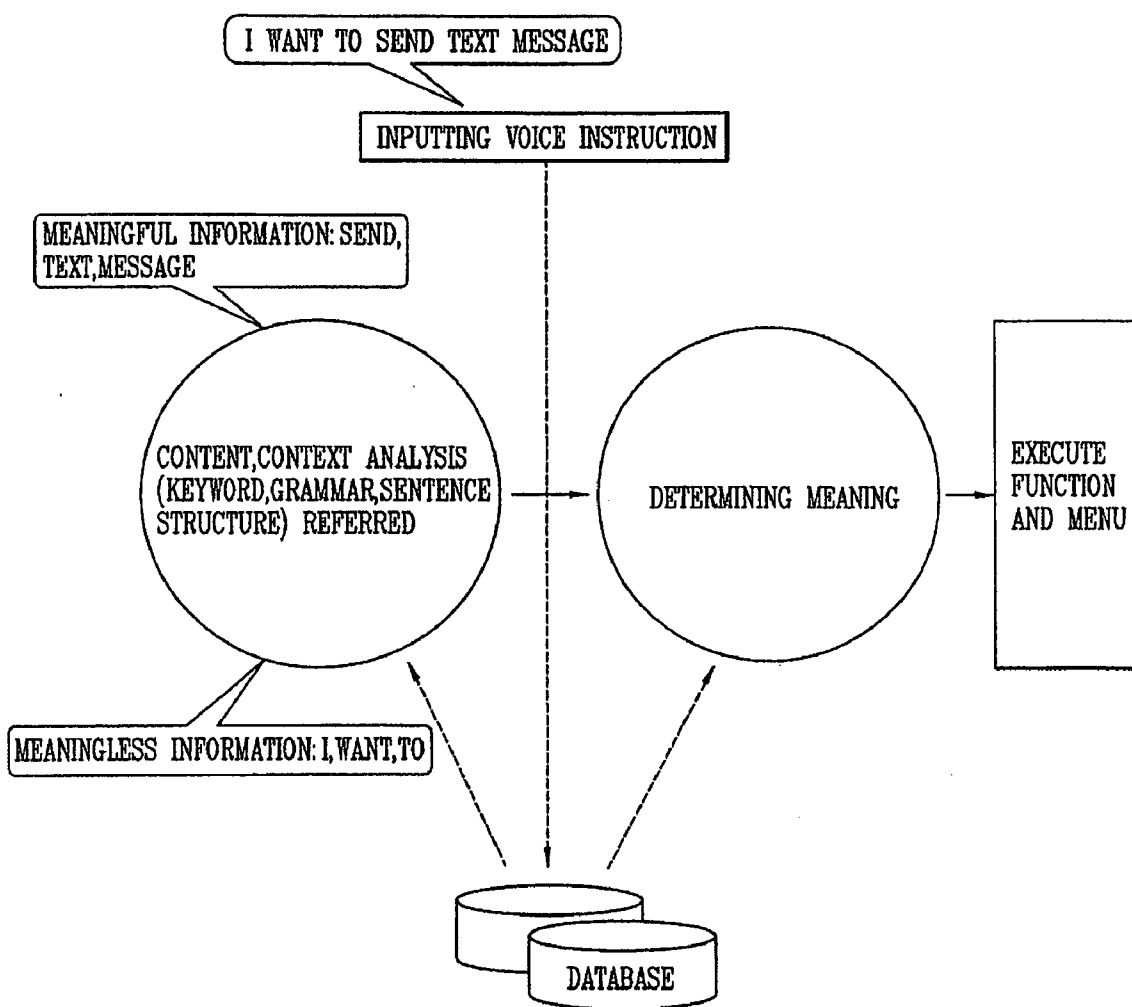 I WANT TO SEND TEXT MESSAGE
INPUTTING VOICE INSTRUCTION
MEANINGFUL INFORMATION: SEND,
TEXT,MESSAGE
CONTENT,CONTEXT ANALYSIS
(KEYWORD,GRAMMAR,SENTENCE
STRUCTURE) REFERRED
DETERMINING MEANING
EXECUTE
FUNCTION
AND MENU
MEANINGLESS INFORMATION: I,WANT,TO
DATABASE